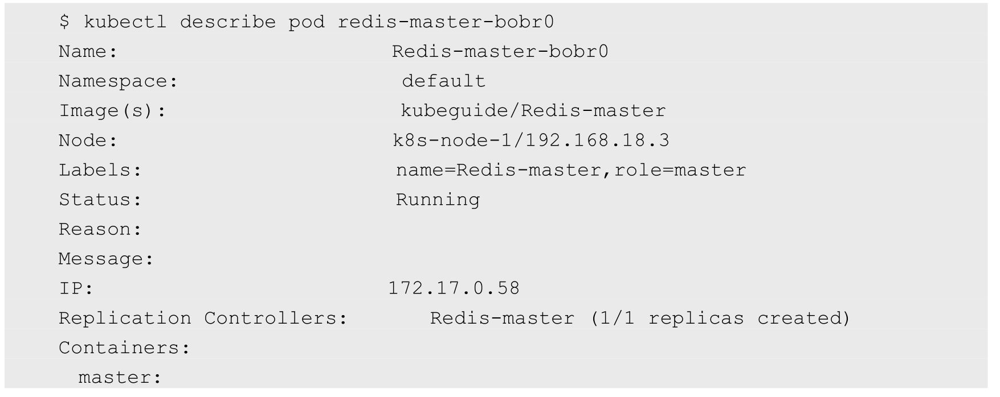 $ kubectl describe pod redis-master-bobr0
Name: Redis-master-bobr0
Namespace: default
Image(s): kubeguide/Redis-master
Node: k8s-node-1/192.168.18.3
Labels: name=Redis-master,role=master
Status: Running
Reason:
Message:
IP: 172.17.0.58
Replication Controllers: Redis-master (1/1 replicas created)
Containers:
master: